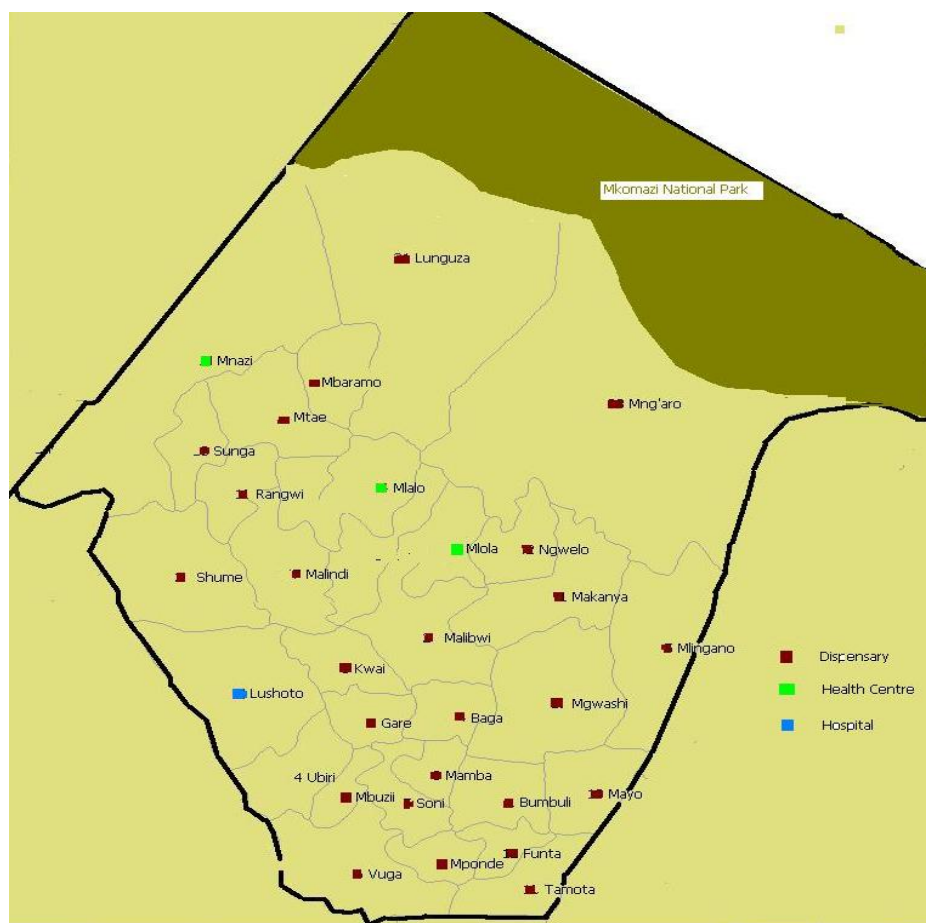 Mkomazi National Park
Lunguza
Mnazi
Mbaramo
Mng'aro
Mtae
Sunga
Mlalo
Rangwi
Mlola
Ngwelo
Shume
Malindi
Makanya
Malibwi
Mlingano
Dispensary
Kwai
Lushoto
Health Centre
Mgwashi
Gare
Baga
Hospital
4 Ubiri
Mamba
Mbuzii
Soni
Bumbuli
Mayo
Funta
Mponde
Vuga
Tamota